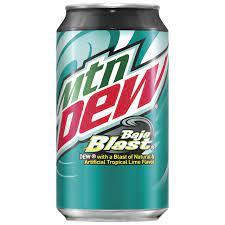 mtn
DEW
Baja
Blast
DEW® with a Blast of Natural &
Artificial Tropical Lime Flavor